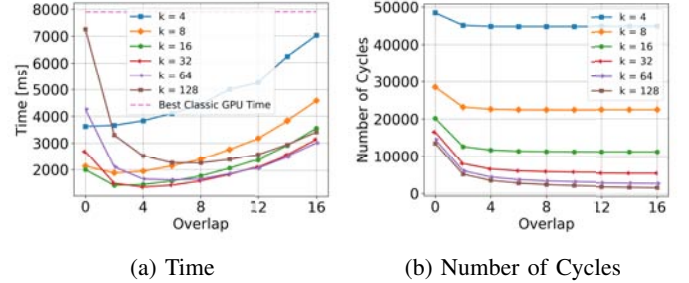 8000
7000
6000
5000
4000
3000
2000
Time [ms]
k = 4
k = 8
k = 16
k = 32
k = 64
k = 128
Best Classic GPU Time
0 4 8 12 16
Overlap
50000
40000
30000
20000
10000
0
Number of Cycles
k = 4
k = 8
k = 16
k = 32
k = 64
k = 128
0 4 8 12 16
Overlap
(a) Time
(b) Number of Cycles